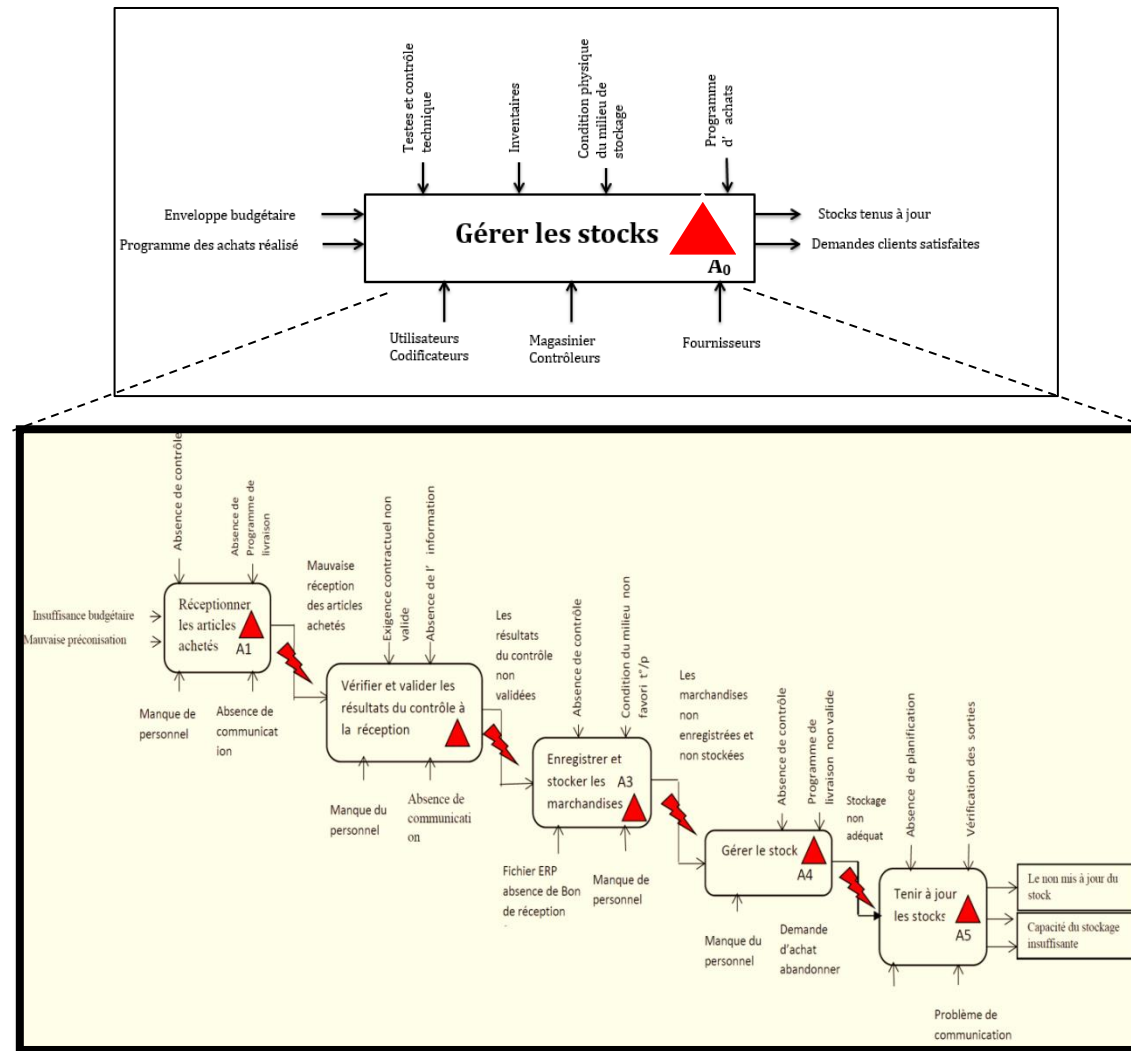 Testes et contrôle
technique
Inventaires
Condition physique
du milieu de
stockage
Programme
d’ achats
Enveloppe budgétaire
Programme des achats réalisé
Gérer les stocks
A0
Stocks tenus à jour
Demandes clients satisfaites
Utilisateurs
Codificateurs
Magasinier
Contrôleurs
Fournisseurs
Absence de contrôle
Absence de
Programme de
livraison
Insuffisance budgétaire
Mauvaise préconisation
Réceptionner
les articles
achetés
A1
Manque de
personnel
Absence de
communicat
ion
Mauvaise
réception
des articles
achetés
Exigence contractuel non
valide
Absence de l’ information
Vérifier et valider les
résultats du contrôle à
la réception
Manque du
personnel
Absence de
communicati
on
Les
résultats
du contrôle
non
validées
Absence de contrôle
Condition du milieu non
favori t°/p
Enregistrer et
stocker les
marchandises
A3
Fichier ERP
absence de Bon
de réception
Manque de
personnel
Les
marchandises
non
enregistrées et
non stockées
Absence de contrôle
Programme de
livraison non valide
Gérer le stock
A4
Manque du
personnel
Demande
d’achat
abandonner
Stockage
non
adéquat
Absence de planification
Vérification des sorties
Tenir à jour
les stocks
A5
Problème de
communication
Le non mis à jour du
stock
Capacité du stockage
insuffisante